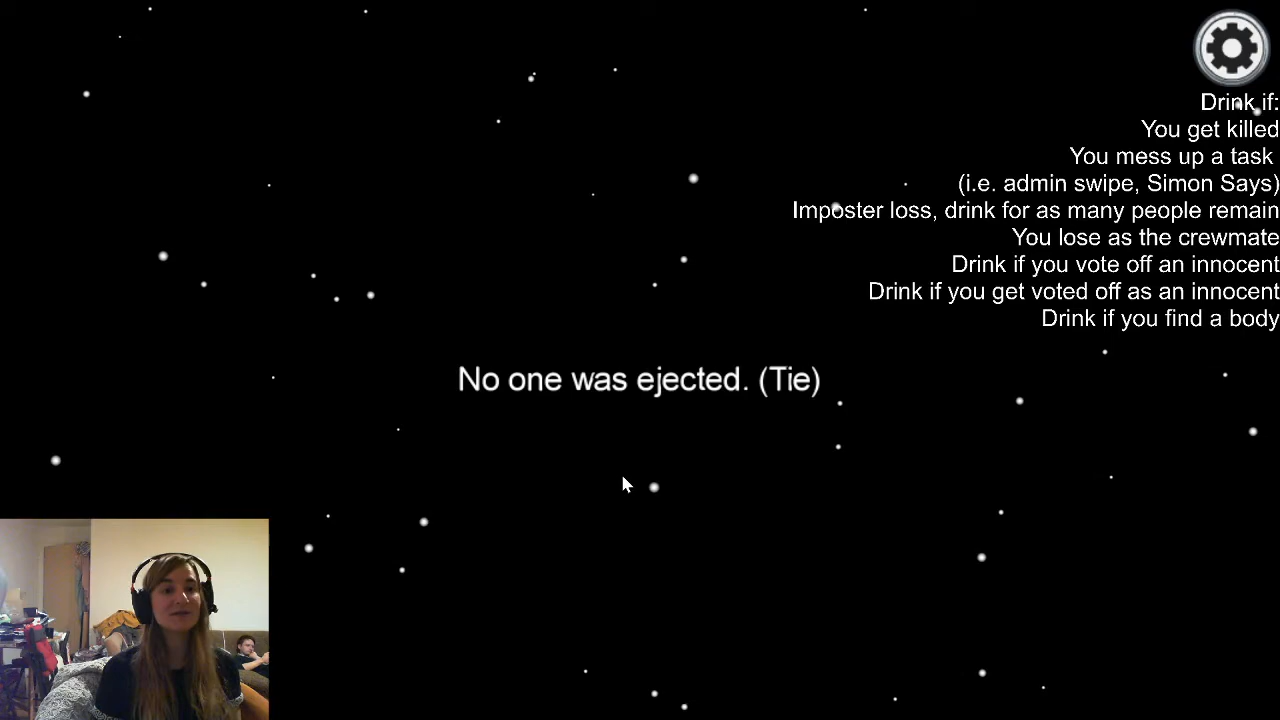 Drink if:
You get killed
You mess up a task
(i.e. admin swipe, Simon Says)
Imposter loss, drink for as many people remain
You lose as the crewmate
Drink if you vote off an innocent
Drink if you get voted off as an innocent
Drink if you find a body
No one was ejected. (Tie)